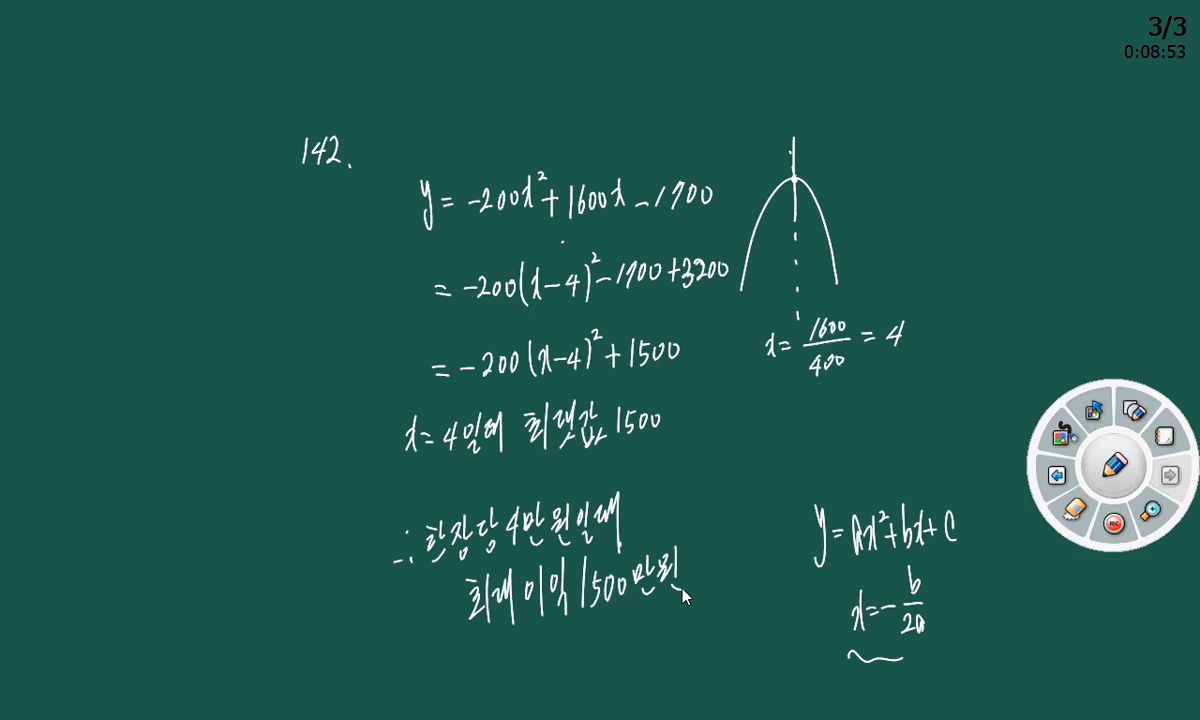 3/3
0:08:53
142.
y = -200x² + 1600x - 1700
= -200(x-4)² - 1700 + 3200
= -200(x-4)² + 1500
x = 4일때 최댓값 1500
∴ 한장당 4만원일때
최대이익 1500만원
x = 1600/400 = 4
y = ax² + bx + c
x = - b/2a
REC